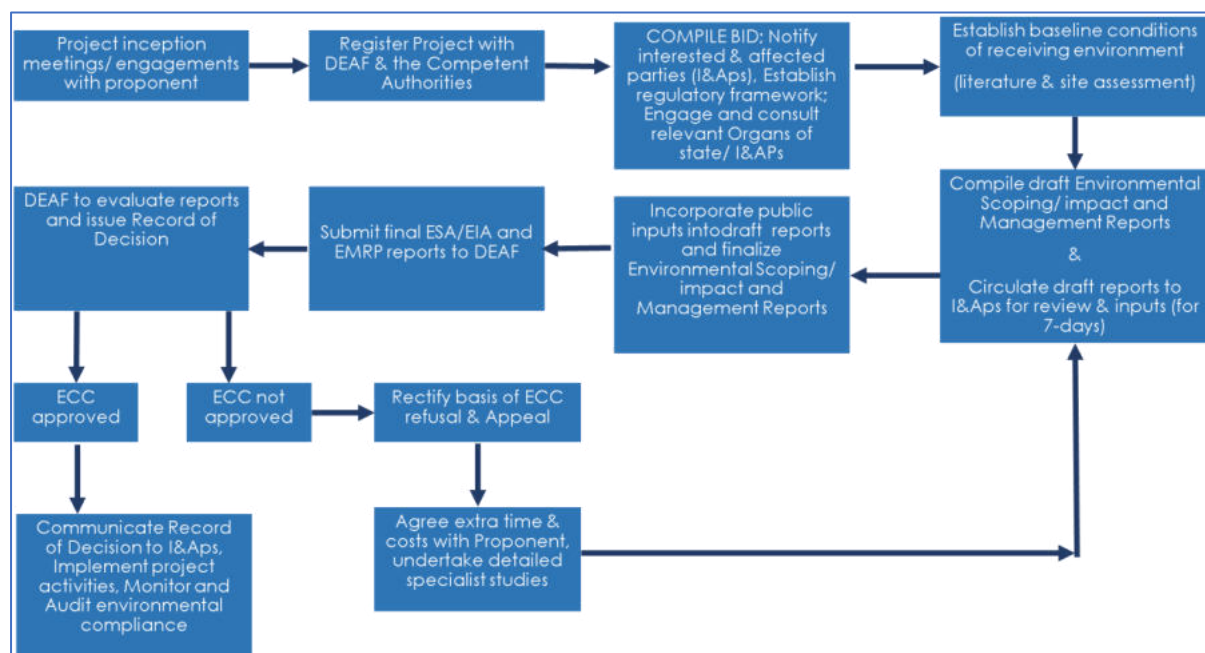 Project inception
meetings/ engagements
with proponent
Register Project with
DEAF & the Competent
Authorities
COMPILE BID; Notify
interested & affected
parties (I&Aps), Establish
regulatory framework;
Engage and consult
relevant Organs of
state/ I&APs
Establish baseline conditions
of receiving environment
(literature & site assessment)
DEAF to evaluate reports
and issue Record of
Decision
Submit final ESA/EIA and
EMRP reports to DEAF
Incorporate public
inputs intodraft reports
and finalize
Environmental Scoping/
impact and
Management Reports
Compile draft Environmental
Scoping/ impact and
Management Reports
&
Circulate draft reports to
I&Aps for review & inputs (for
7-days)
ECC
approved
ECC not
approved
Rectify basis of ECC
refusal & Appeal
Communicate Record
of Decision to I&Aps,
Implement project
activities, Monitor and
Audit environmental
compliance
Agree extra time &
costs with Proponent,
undertake detailed
specialist studies